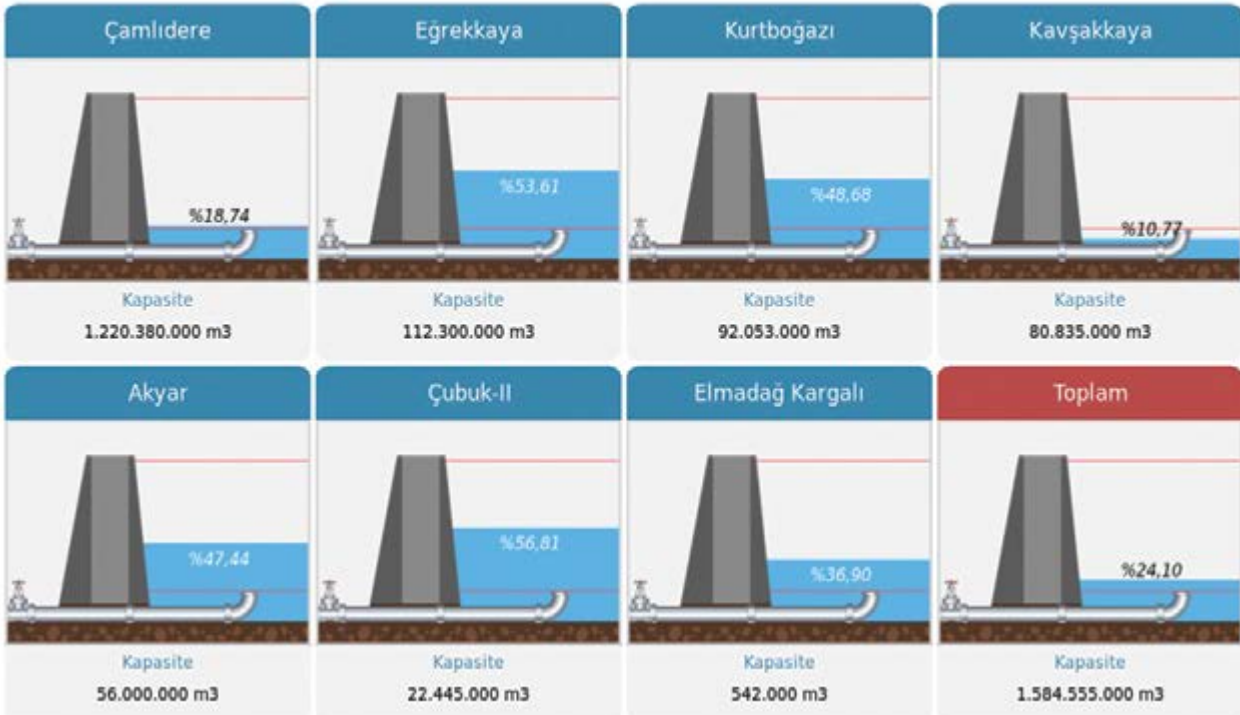 Çamlıdere
%18,74
Kapasite
1.220.380.000 m3
Eğrekkaya
%53,61
Kapasite
112.300.000 m3
Kurtboğazı
%48,68
Kapasite
92.053.000 m3
Kavşakkaya
%10,77
Kapasite
80.835.000 m3
Akyar
%47,44
Kapasite
56.000.000 m3
Çubuk-II
%56,81
Kapasite
22.445.000 m3
Elmadağ Kargalı
%36,90
Kapasite
542.000 m3
Toplam
%24,10
Kapasite
1.584.555.000 m3